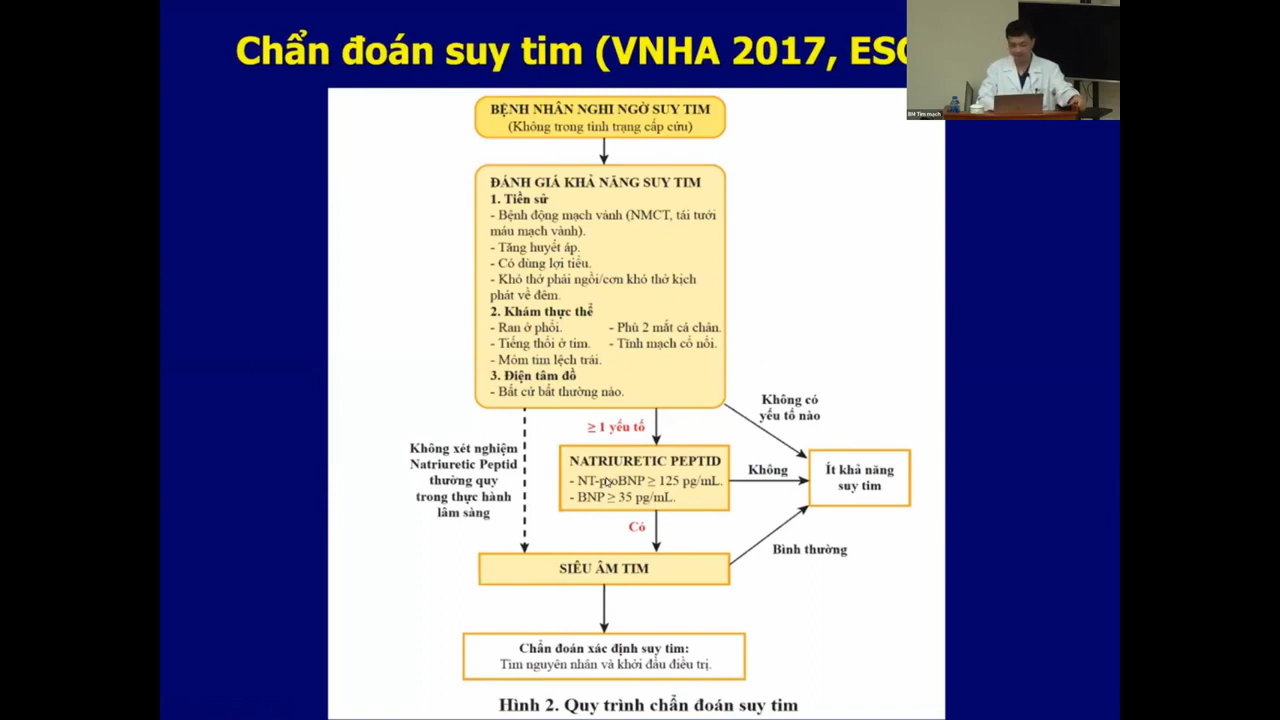 Chẩn đoán suy tim (VNHA 2017, ESC
BM Tim mạch
BỆNH NHÂN NGHI NGỜ SUY TIM
(Không trong tình trạng cấp cứu)
ĐÁNH GIÁ KHẢ NĂNG SUY TIM
1. Tiền sử
- Bệnh động mạch vành (NMCT, tái tưới
máu mạch vành).
- Tăng huyết áp.
- Có dùng lợi tiểu.
- Khó thở phải ngồi/cơn khó thở kịch
phát về đêm.
2. Khám thực thể
- Ran ở phổi. - Phù 2 mắt cá chân.
- Tiếng thổi ở tim. - Tĩnh mạch cổ nổi.
- Mỏm tim lệch trái.
3. Điện tâm đồ
- Bất cứ bất thường nào.
Không có
yếu tố nào
≥ 1 yếu tố
Không xét nghiệm
Natriuretic Peptid
thường quy
trong thực hành
lâm sàng
NATRIURETIC PEPTID
- NT-proBNP ≥ 125 pg/mL.
- BNP ≥ 35 pg/mL.
Không
Ít khả năng
suy tim
Có
Bình thường
SIÊU ÂM TIM
Chẩn đoán xác định suy tim:
Tìm nguyên nhân và khởi đầu điều trị.
Hình 2. Quy trình chẩn đoán suy tim